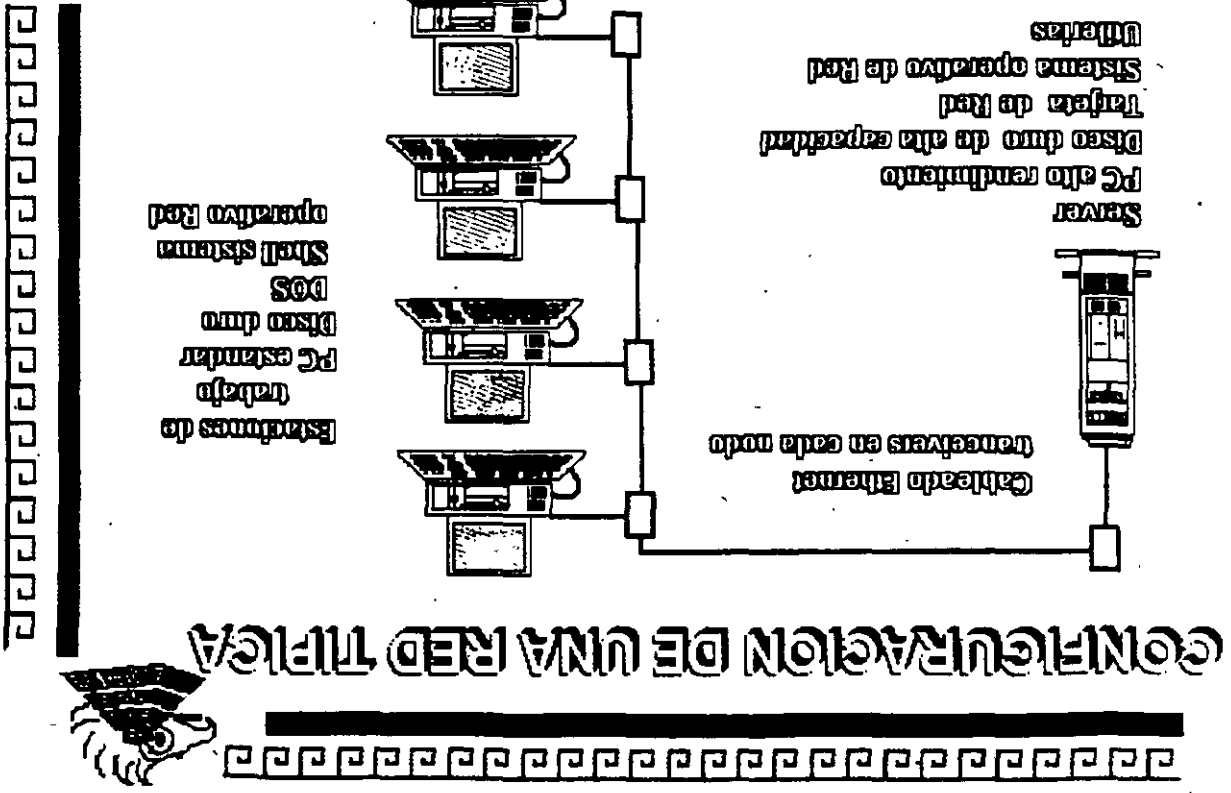 CONFIGURACION DE UNA RED TIPICA
Cableado Ethernet
tranceivers en cada nodo
Estaciones de
trabajo
PC estandar
Disco duro
DOS
Shell sistema
operativo Red
Server
PC alto rendimiento
Disco duro de alta capacidad
Tarjeta de Red
Sistema operativo de Red
Utilerias